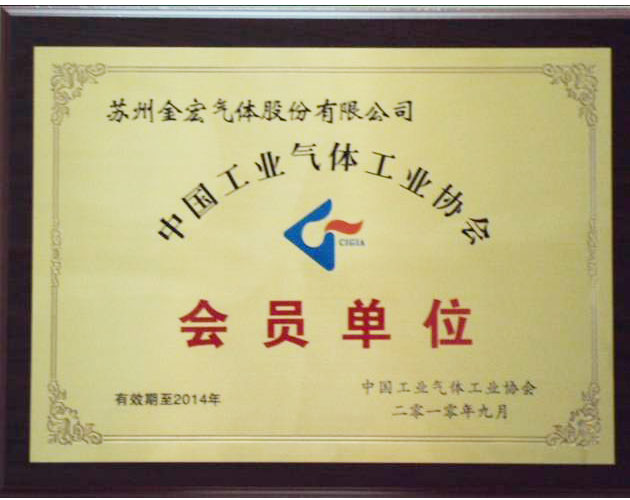 苏州金宏气体股份有限公司
中国工业气体工业协会
CIGIA
会员单位
有效期至2014年
中国工业气体工业协会
二零一零年九月